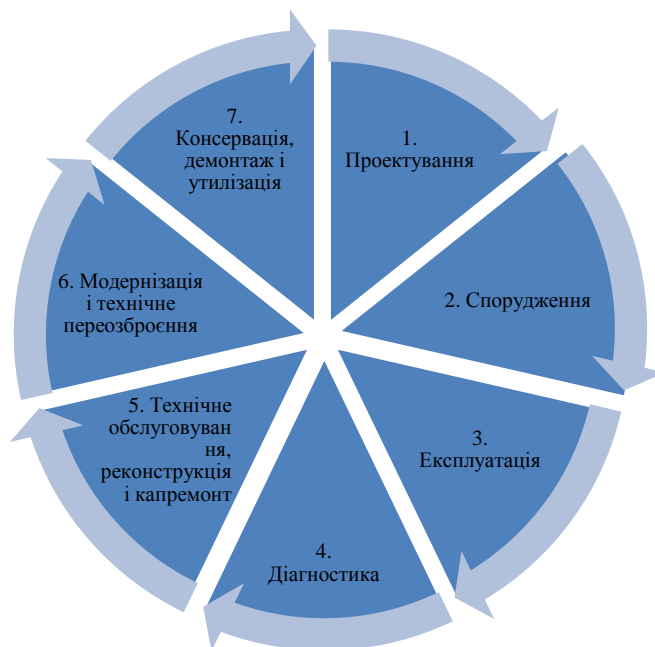 1.
Проектування
2. Спорудження
3.
Експлуатація
4.
Діагностика
5. Технічне
обслуговуван
ня,
реконструкція
і капремонт
6. Модернізація
і технічне
переозброєння
7.
Консервація,
демонтаж і
утилізація